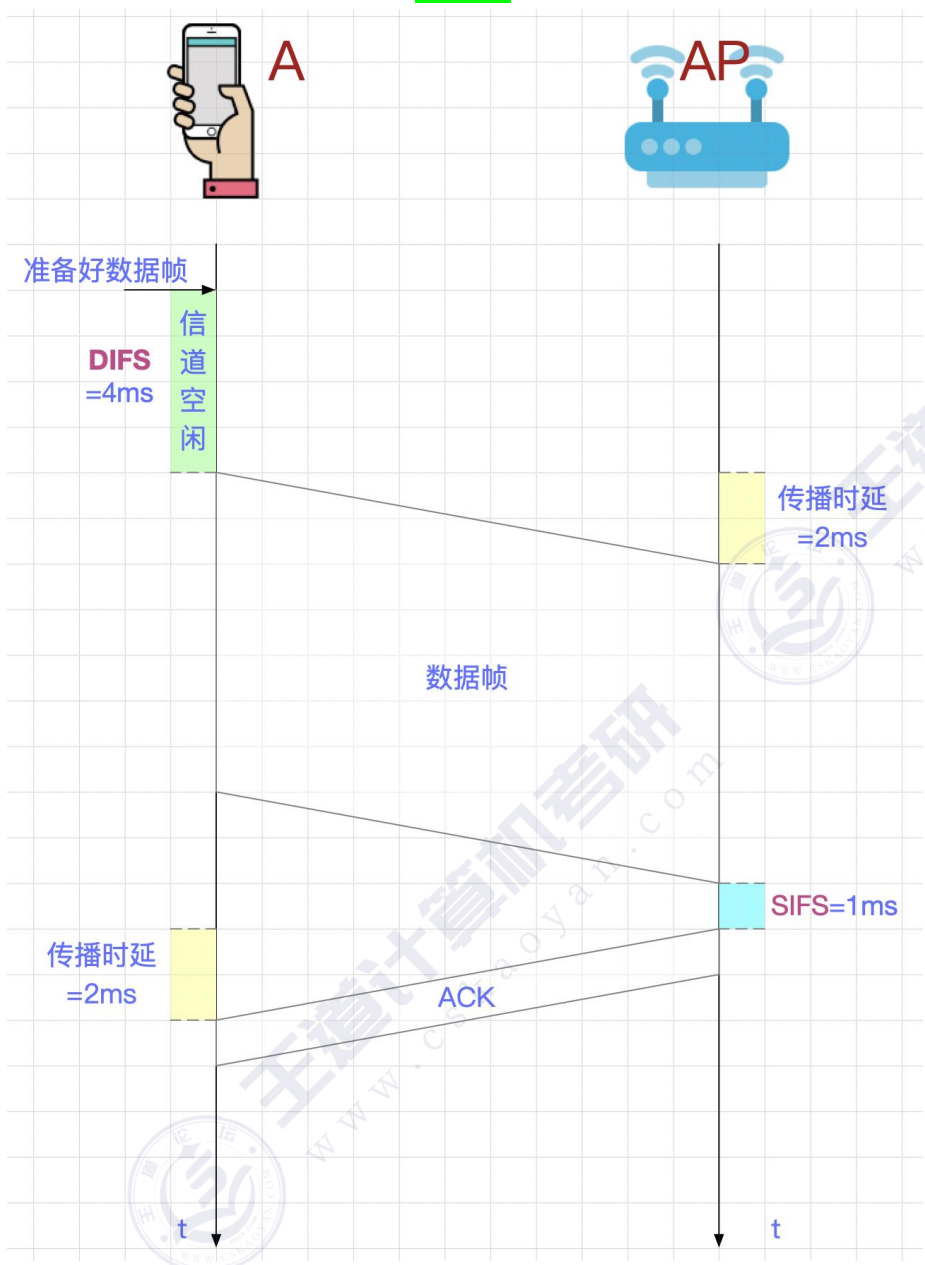 A
AP
准备好数据帧
信
道
空
闲
DIFS
=4ms
传播时延
=2ms
数据帧
SIFS=1ms
传播时延
=2ms
ACK
王道计算机考研
www.cskaoyan.com
t
t